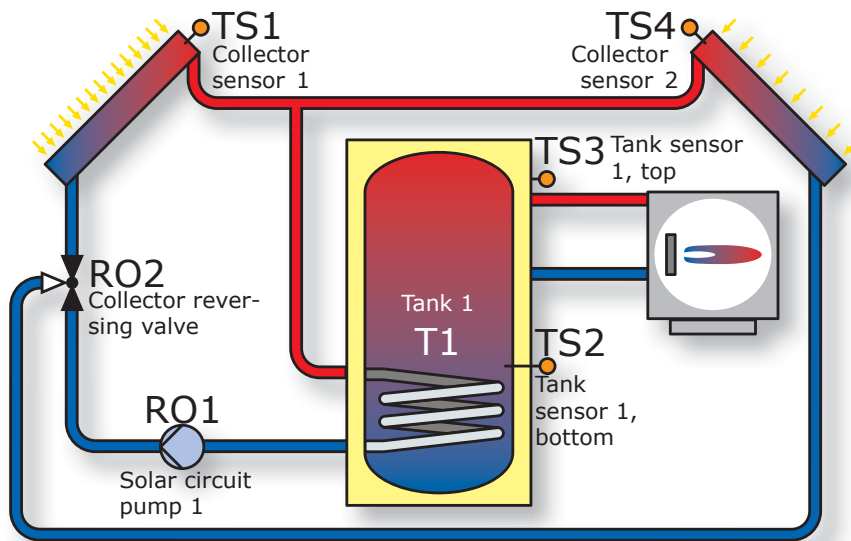 TS1
Collector
sensor 1
TS4
Collector
sensor 2
TS3
Tank sensor
1, top
RO2
Collector rever-
sing valve
Tank 1
T1
TS2
Tank
sensor 1,
bottom
RO1
Solar circuit
pump 1